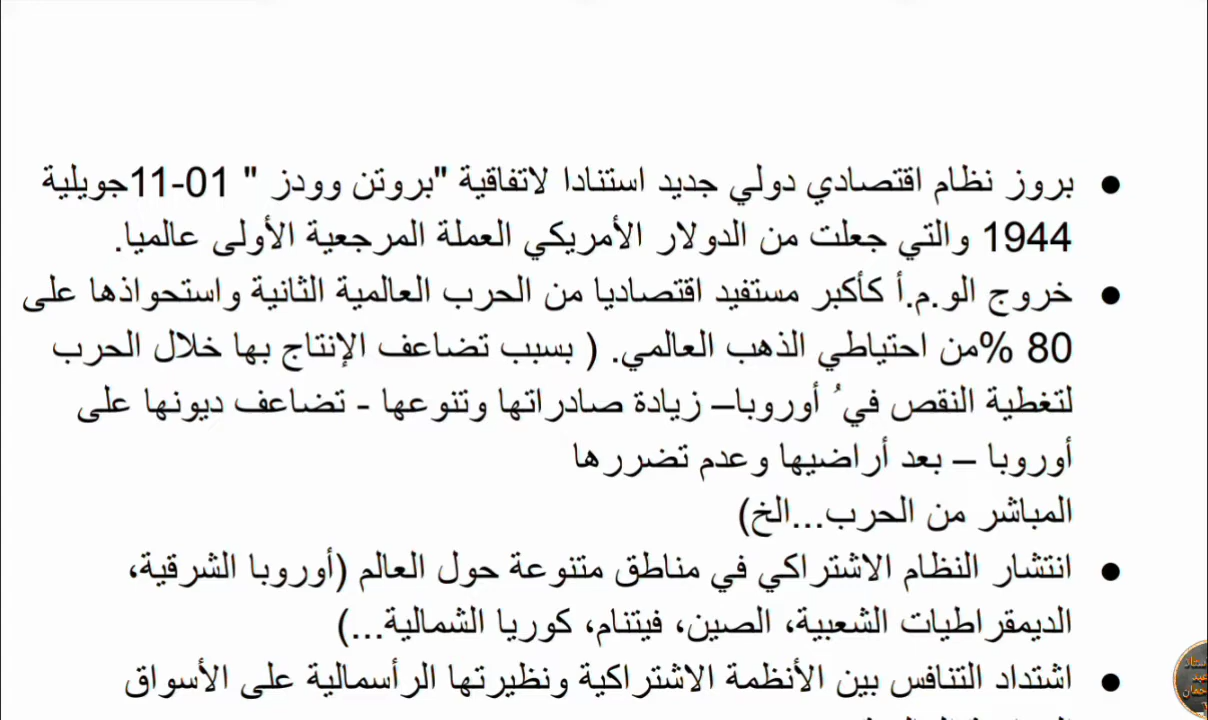 ● بروز نظام اقتصادي دولي جديد استنادا لاتفاقية "بروتن وودز " 01-11جويلية
1944 والتي جعلت من الدولار الأمريكي العملة المرجعية الأولى عالميا.
● خروج الو.م.أ كأكبر مستفيد اقتصاديا من الحرب العالمية الثانية واستحواذها على
80 %من احتياطي الذهب العالمي. ( بسبب تضاعف الإنتاج بها خلال الحرب
لتغطية النقص في ُ أوروبا– زيادة صادراتها وتنوعها - تضاعف ديونها على
أوروبا – بعد أراضيها وعدم تضررها
المباشر من الحرب...الخ)
● انتشار النظام الاشتراكي في مناطق متنوعة حول العالم (أوروبا الشرقية،
الديمقراطيات الشعبية، الصين، فيتنام، كوريا الشمالية...)
● اشتداد التنافس بين الأنظمة الاشتراكية ونظيرتها الرأسمالية على الأسواق